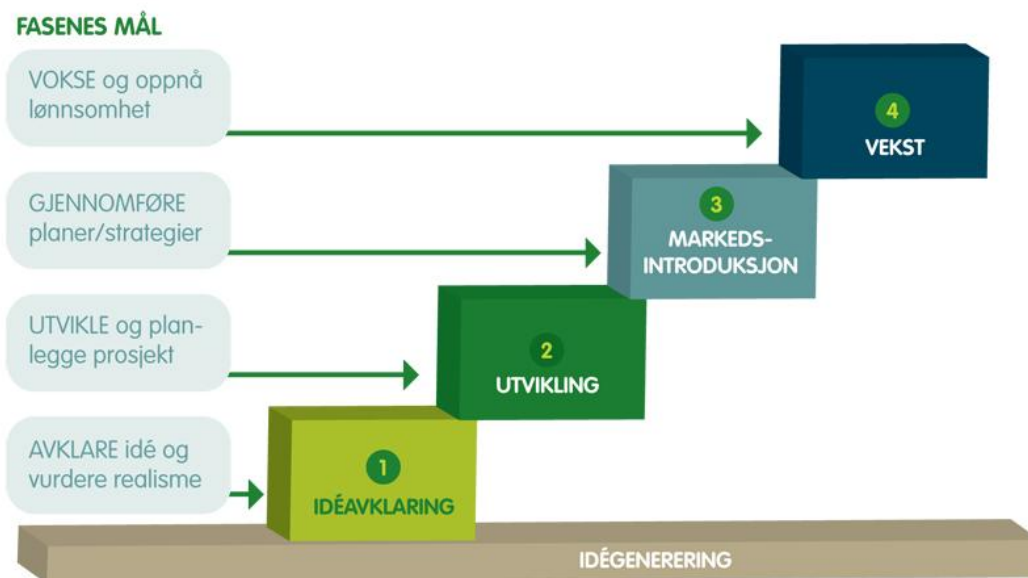 FASENES MÅL
VOKSE og oppnå
lønnsomhet
4
VEKST
GJENNOMFØRE
planer/strategier
3
MARKEDS-
INTRODUKSJON
UTVIKLE og plan-
legge prosjekt
2
UTVIKLING
AVKLARE idé og
vurdere realisme
1
IDÉAVKLARING
IDÉGENERERING